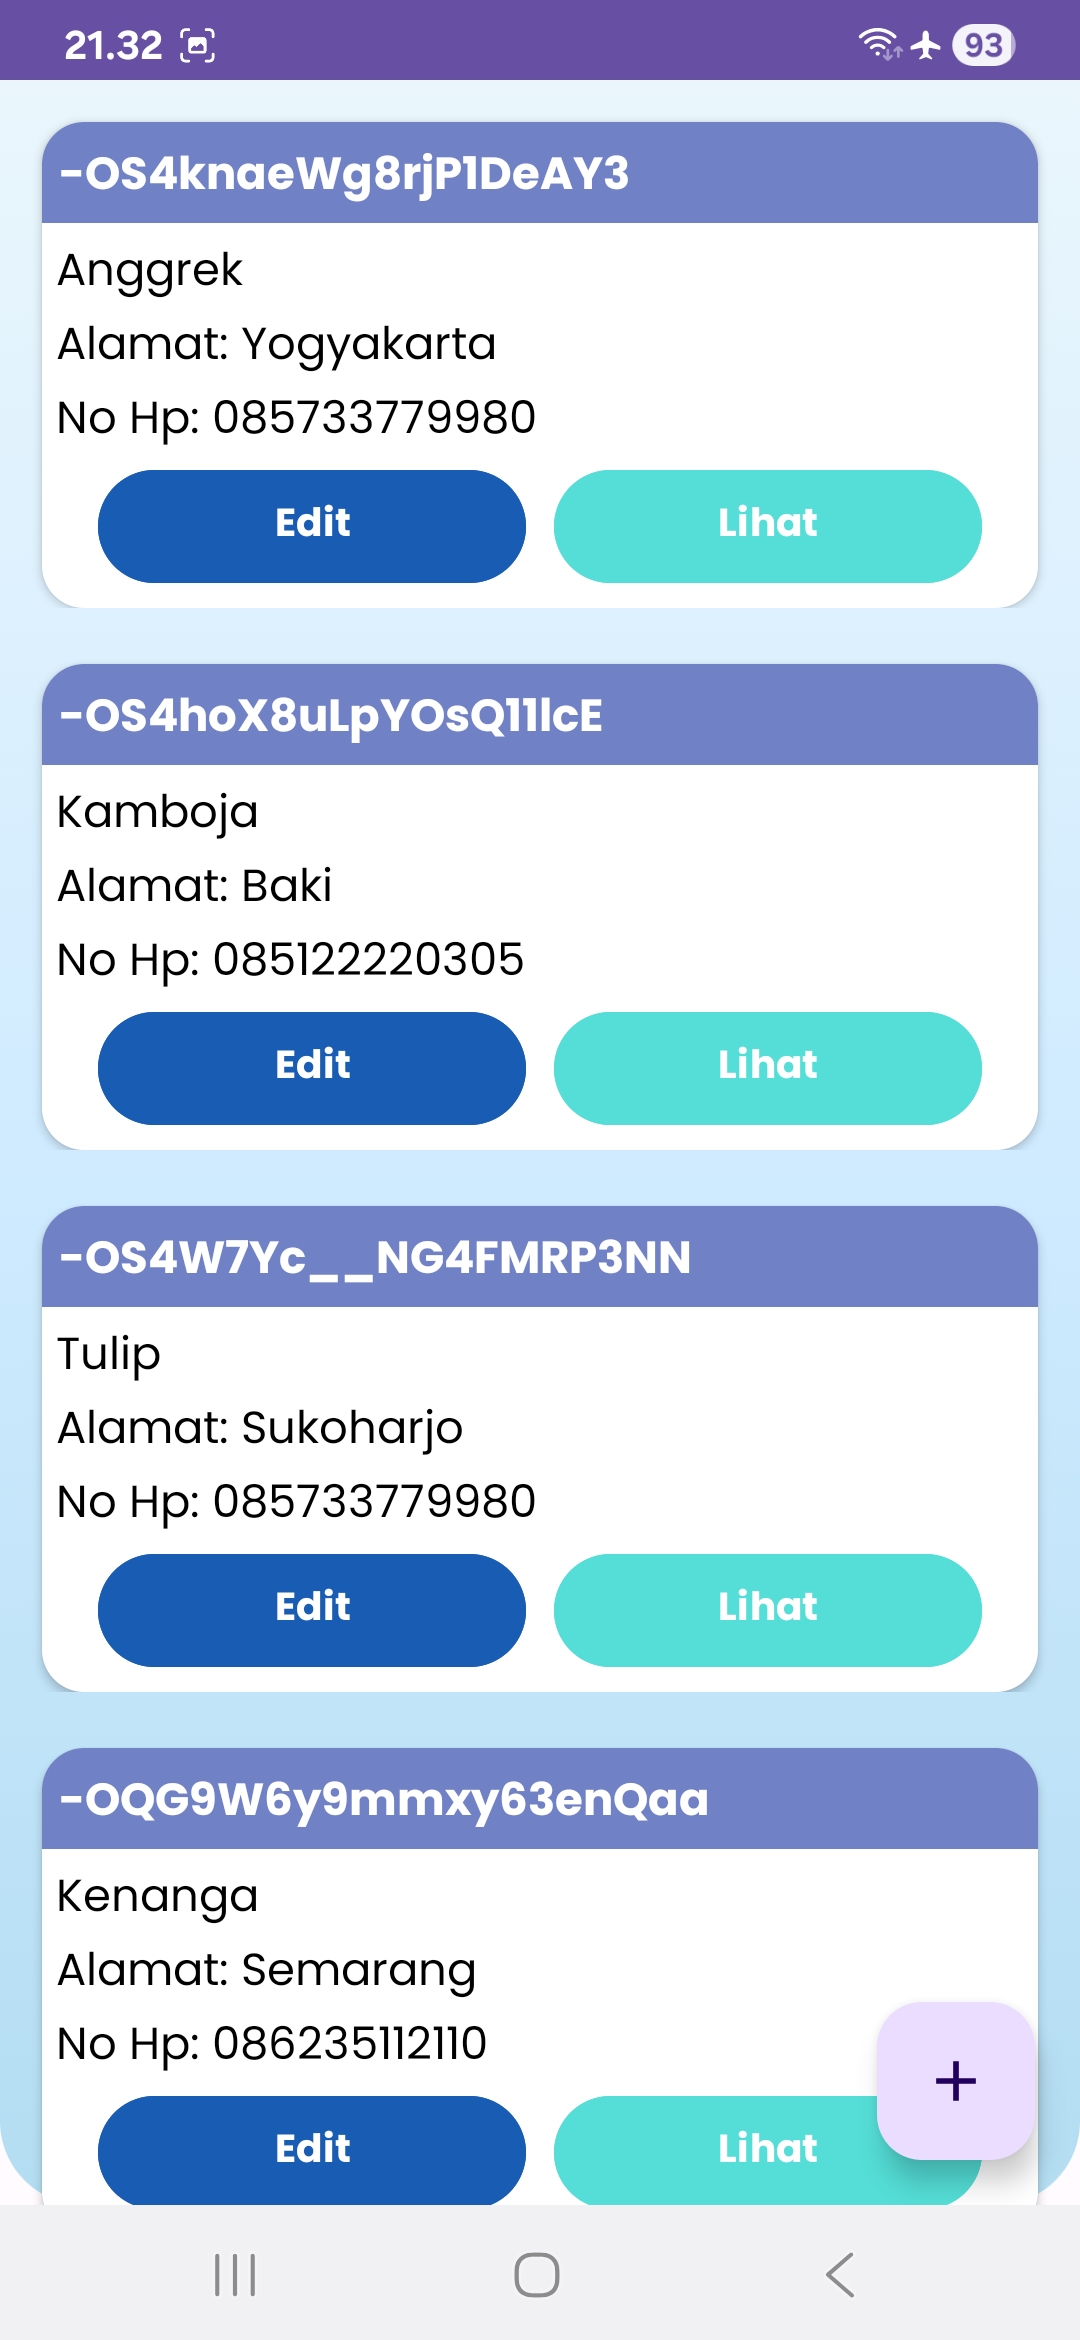 21.32
93
-OS4knaeWg8rjP1DeAY3
Anggrek
Alamat: Yogyakarta
No Hp: 085733779980
Edit
Lihat
-OS4hoX8uLpYOsQ11lcE
Kamboja
Alamat: Baki
No Hp: 085122220305
Edit
Lihat
-OS4W7Yc__NG4FMRP3NN
Tulip
Alamat: Sukoharjo
No Hp: 085733779980
Edit
Lihat
-OQG9W6y9mmxy63enQaa
Kenanga
Alamat: Semarang
No Hp: 086235112110
Edit
Lihat
+